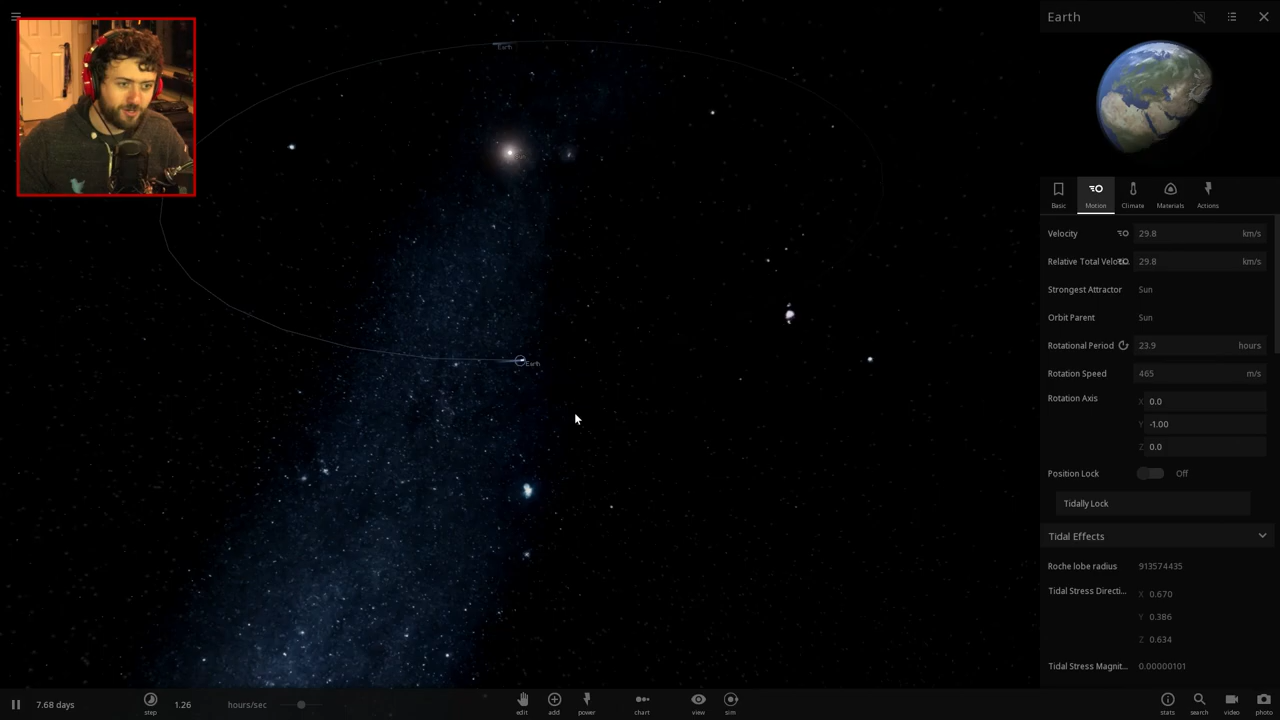 Earth
Earth
Basic
Motion
Climate
Materials
Actions
Velocity 29.8 km/s
Relative Total Veloc... 29.8 km/s
Strongest Attractor Sun
Orbit Parent Sun
Rotational Period 23.9 hours
Rotation Speed 465 m/s
Rotation Axis X 0.0
Y -1.00
Z 0.0
Position Lock Off
Tidally Lock
Earth
Tidal Effects
Roche lobe radius 913574435
Tidal Stress Directi... X 0.670
Y 0.386
Z 0.634
Tidal Stress Magnit... 0.00000101
7.68 days
step
1.26 hours/sec
edit
add
power
chart
view
sim
stats
search
video
photo